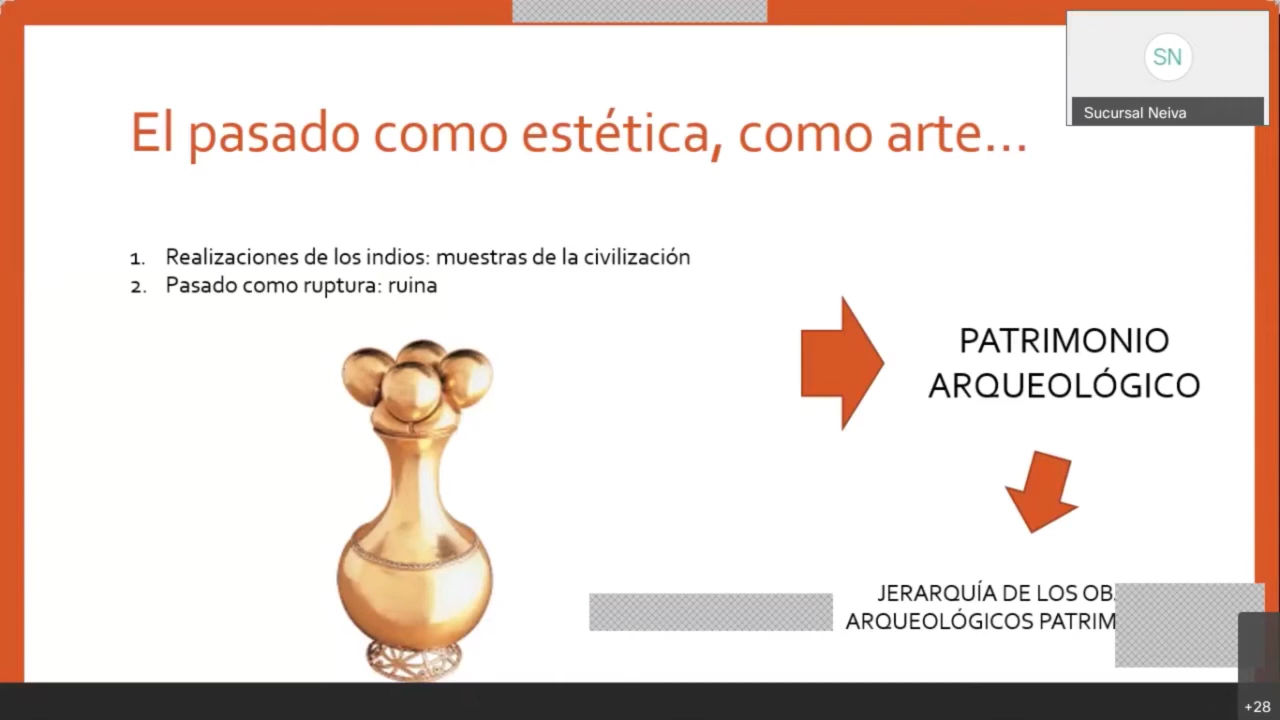 El pasado como estética, como arte...
SN
Sucursal Neiva
1. Realizaciones de los indios: muestras de la civilización
2. Pasado como ruptura: ruina
PATRIMONIO
ARQUEOLÓGICO
JERARQUÍA DE LOS
ARQUEOLÓGICOS
+28